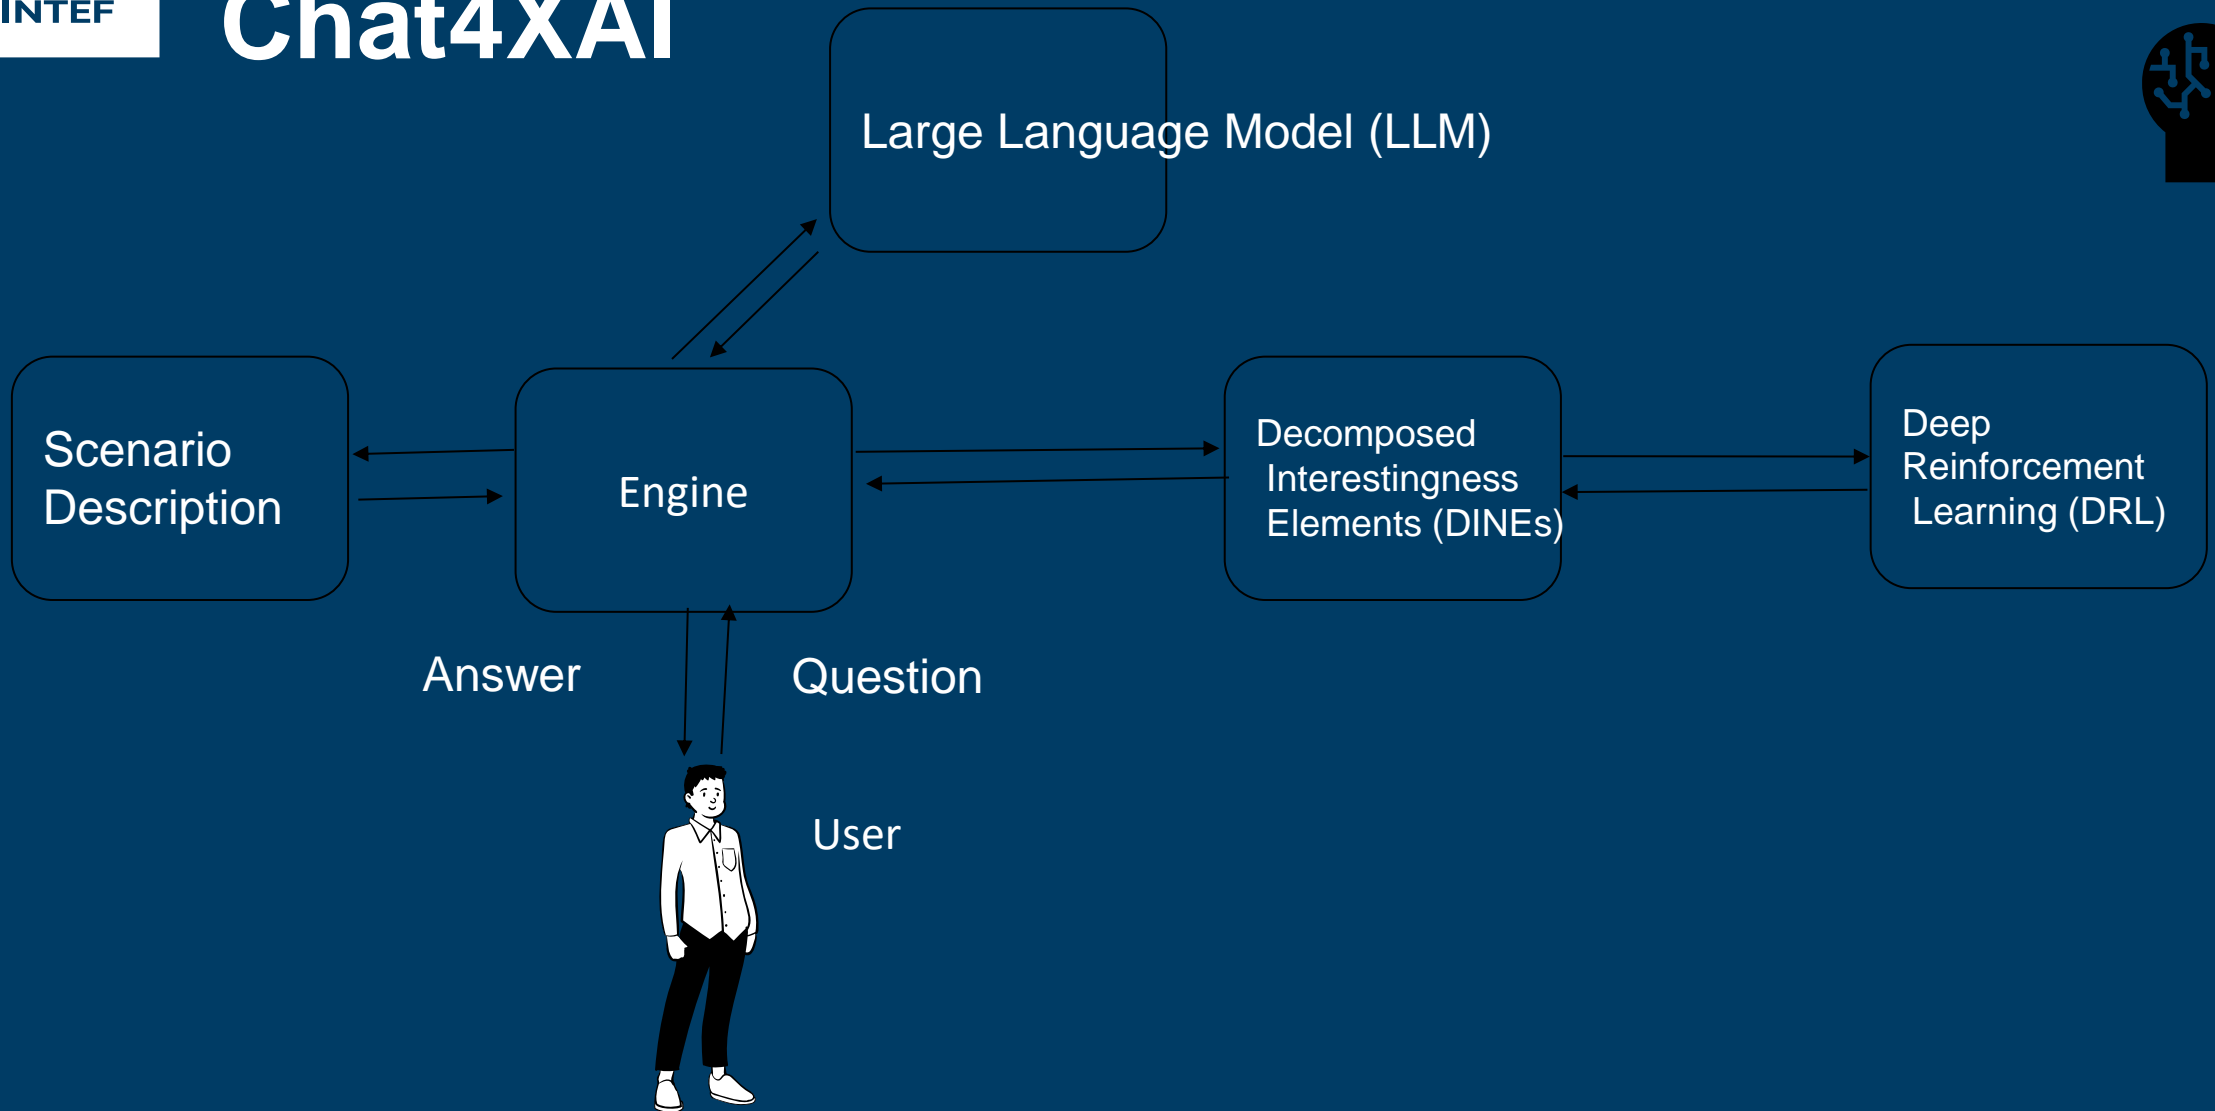 INTEF
Chat4XAI
Large Language Model (LLM)
Scenario
Description
Engine
Decomposed
Interestingness
Elements (DINEs)
Deep
Reinforcement
Learning (DRL)
Answer
Question
User